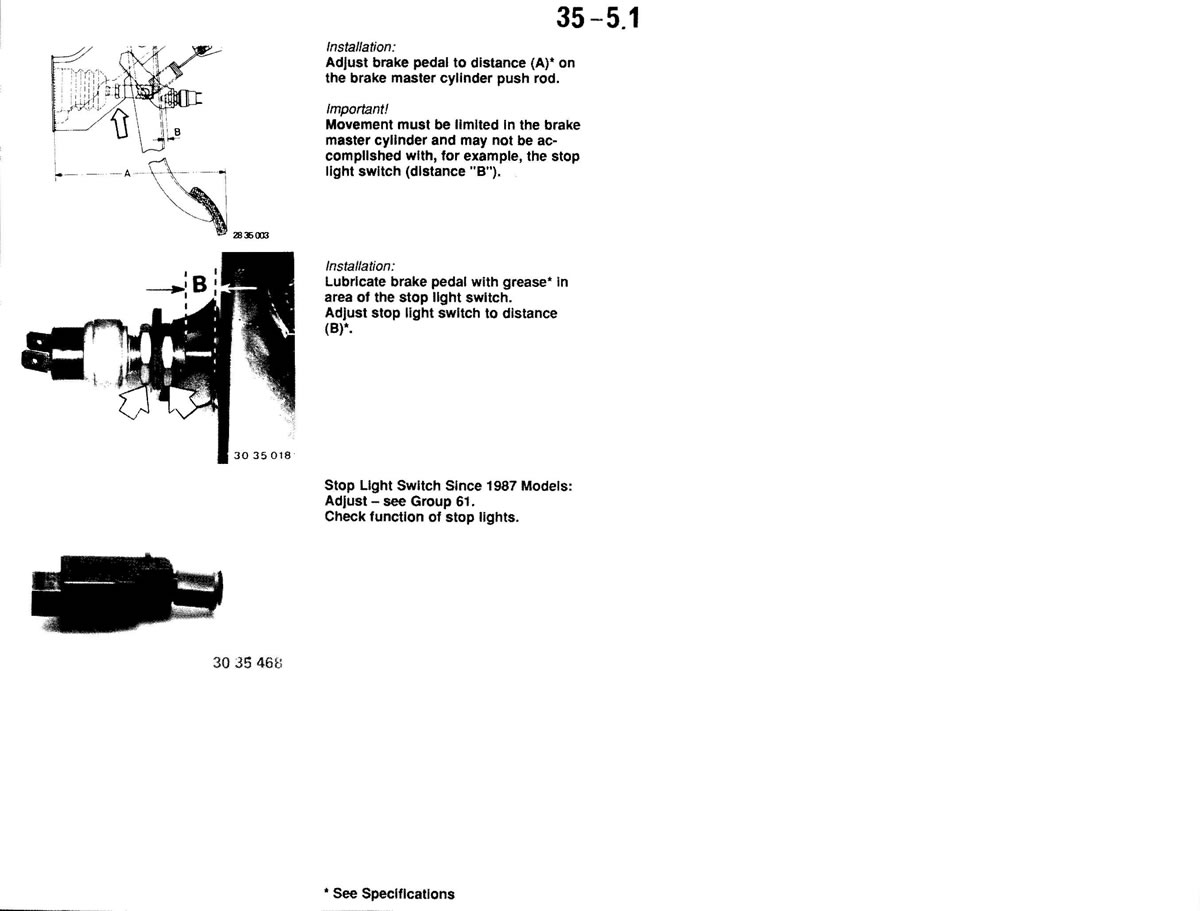 35-5.1
Installation:
Adjust brake pedal to distance (A)* on
the brake master cylinder push rod.
Important!
Movement must be limited in the brake
master cylinder and may not be ac-
complished with, for example, the stop
light switch (distance "B").
B
A
28 35 003
Installation:
Lubricate brake pedal with grease* in
area of the stop light switch.
Adjust stop light switch to distance
(B)*.
B
30 35 018
Stop Light Switch Since 1987 Models:
Adjust – see Group 61.
Check function of stop lights.
30 35 468
* See Specifications